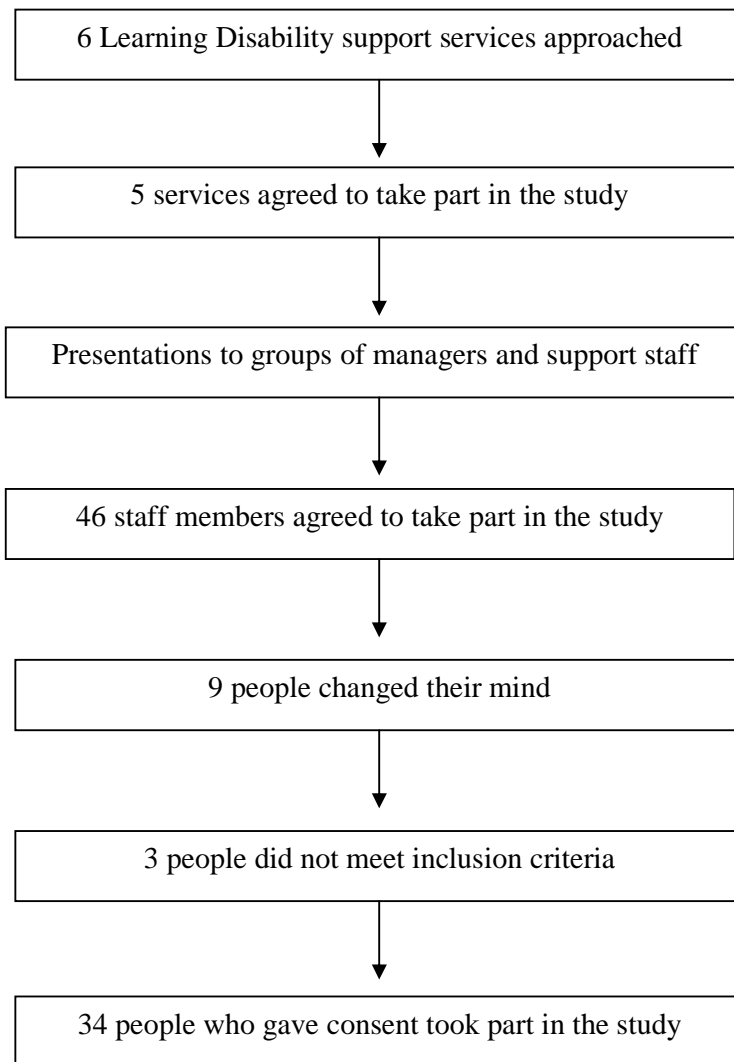 6 Learning Disability support services approached
5 services agreed to take part in the study
Presentations to groups of managers and support staff
46 staff members agreed to take part in the study
9 people changed their mind
3 people did not meet inclusion criteria
34 people who gave consent took part in the study